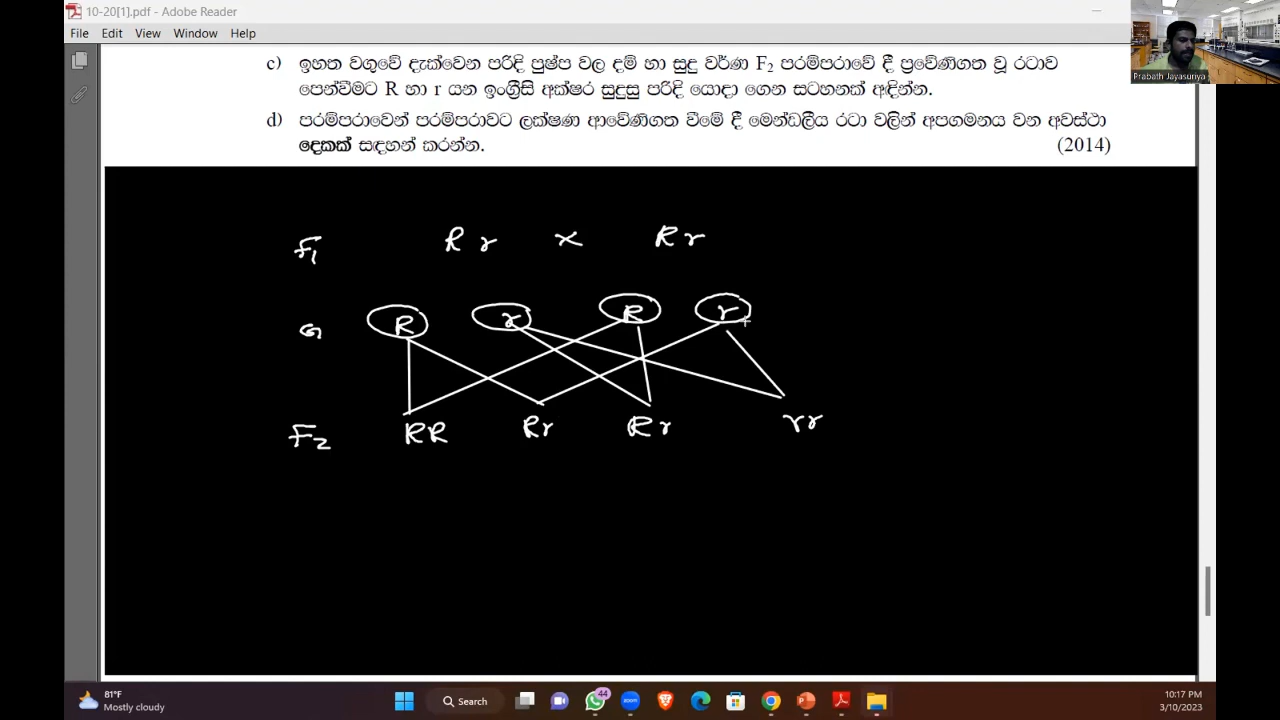 10-20[1].pdf - Adobe Reader
File Edit View Window Help
Prabath Jayasuriya
c) ඉහත වගුවේ දැක්වෙන පරිදි පුෂ්ප වල දම් හා සුදු වර්ණ F₂ පරම්පරාවේ දී ප්‍රවේණිගත වූ රටාව
පෙන්වීමට R හා r යන ඉංග්‍රීසි අක්ෂර සුදුසු පරිදි යොදා ගෙන සටහනක් අඳින්න.
d) පරම්පරාවෙන් පරම්පරාවට ලක්ෂණ ආවේණිගත වීමේ දී මෙන්ඩලීය රටා වලින් අපගමනය වන අවස්ථා
දෙකක් සඳහන් කරන්න. (2014)
F₁ R r × R r
G R r R r
F₂ RR Rr Rr rr
81°F
Mostly cloudy
Search
44
zoom
10:17 PM
3/10/2023